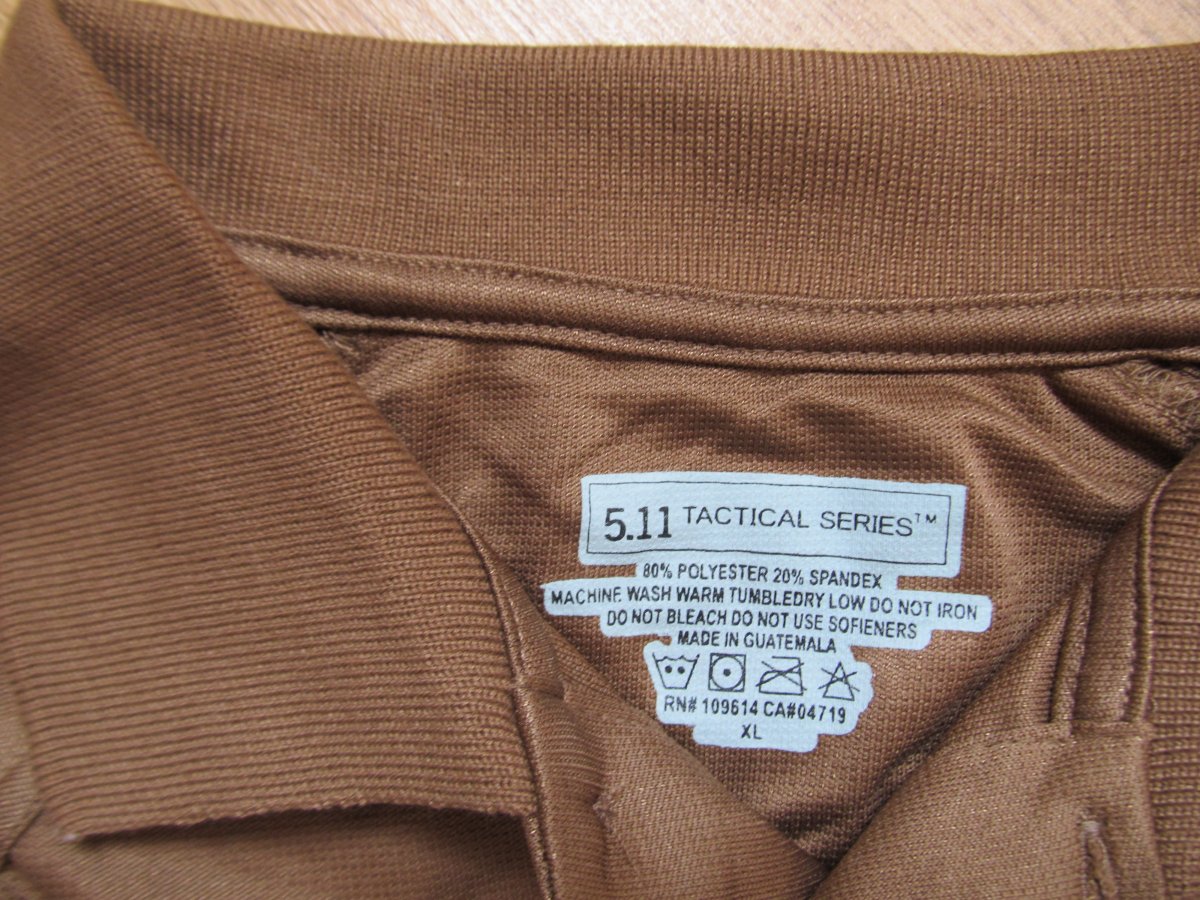 5.11 TACTICAL SERIES™
80% POLYESTER 20% SPANDEX
MACHINE WASH WARM TUMBLEDRY LOW DO NOT IRON
DO NOT BLEACH DO NOT USE SOFIENERS
MADE IN GUATEMALA
RN# 109614 CA#04719
XL